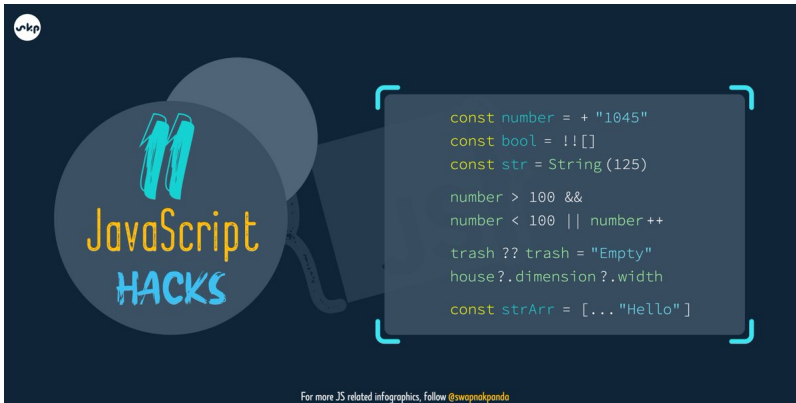 skp
11
JavaScript
HACKS
const number = + "1045"
const bool = !![]
const str = String(125)
number > 100 &&
number < 100 || number++
trash ?? trash = "Empty"
house?.dimension?.width
const strArr = [..."Hello"]
For more JS related infographics, follow @swapnakpanda